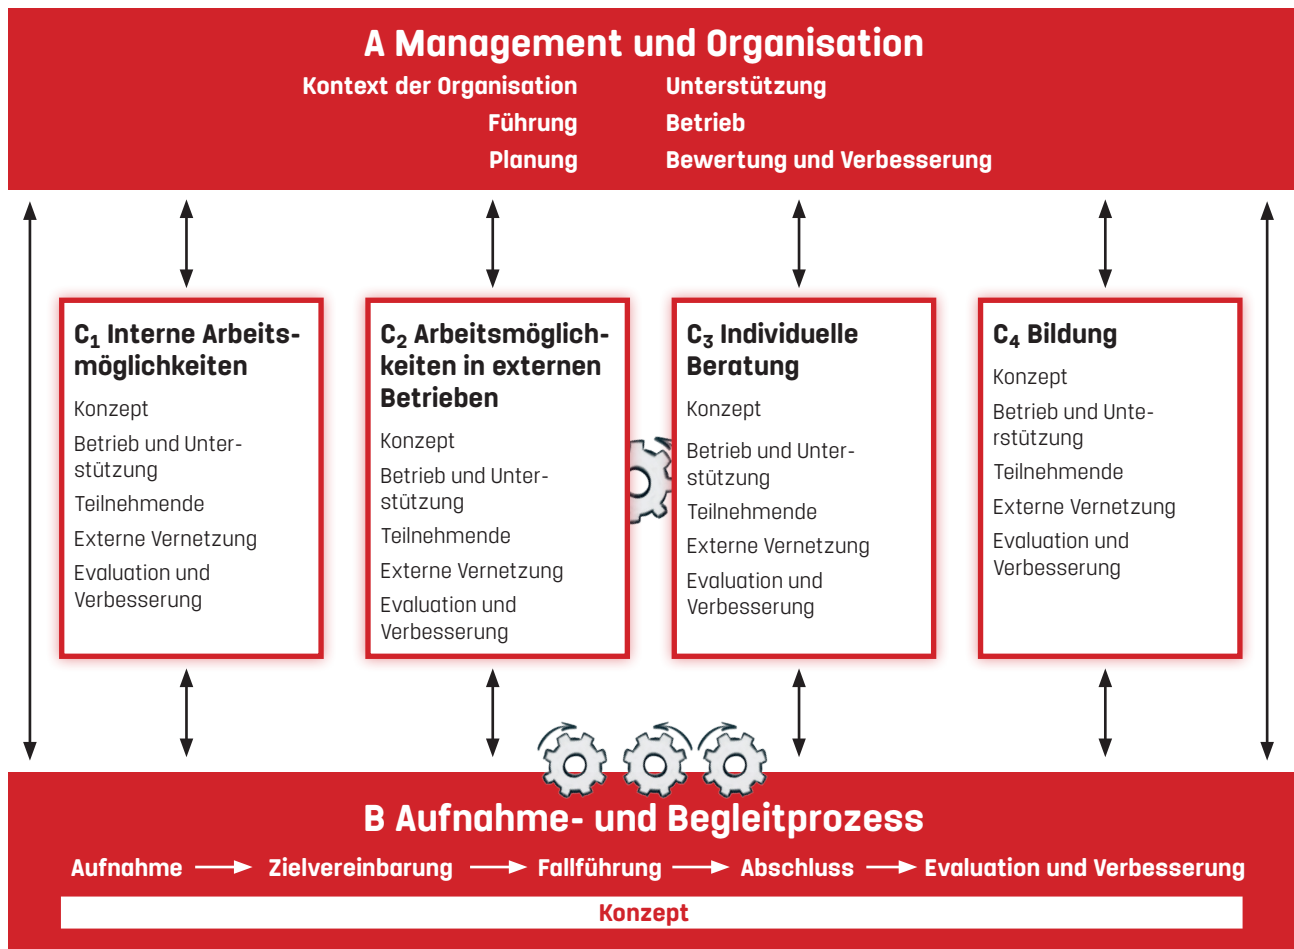 A Management und Organisation
Kontext der Organisation
Führung
Planung
Unterstützung
Betrieb
Bewertung und Verbesserung
C₁ Interne Arbeits-
möglichkeiten
Konzept
Betrieb und Unter-
stützung
Teilnehmende
Externe Vernetzung
Evaluation und
Verbesserung
C₂ Arbeitsmöglich-
keiten in externen
Betrieben
Konzept
Betrieb und Unter-
stützung
Teilnehmende
Externe Vernetzung
Evaluation und
Verbesserung
C₃ Individuelle
Beratung
Konzept
Betrieb und Unter-
stützung
Teilnehmende
Externe Vernetzung
Evaluation und
Verbesserung
C₄ Bildung
Konzept
Betrieb und Unte-
rstützung
Teilnehmende
Externe Vernetzung
Evaluation und
Verbesserung
B Aufnahme- und Begleitprozess
Aufnahme Zielvereinbarung Fallführung Abschluss Evaluation und Verbesserung
Konzept